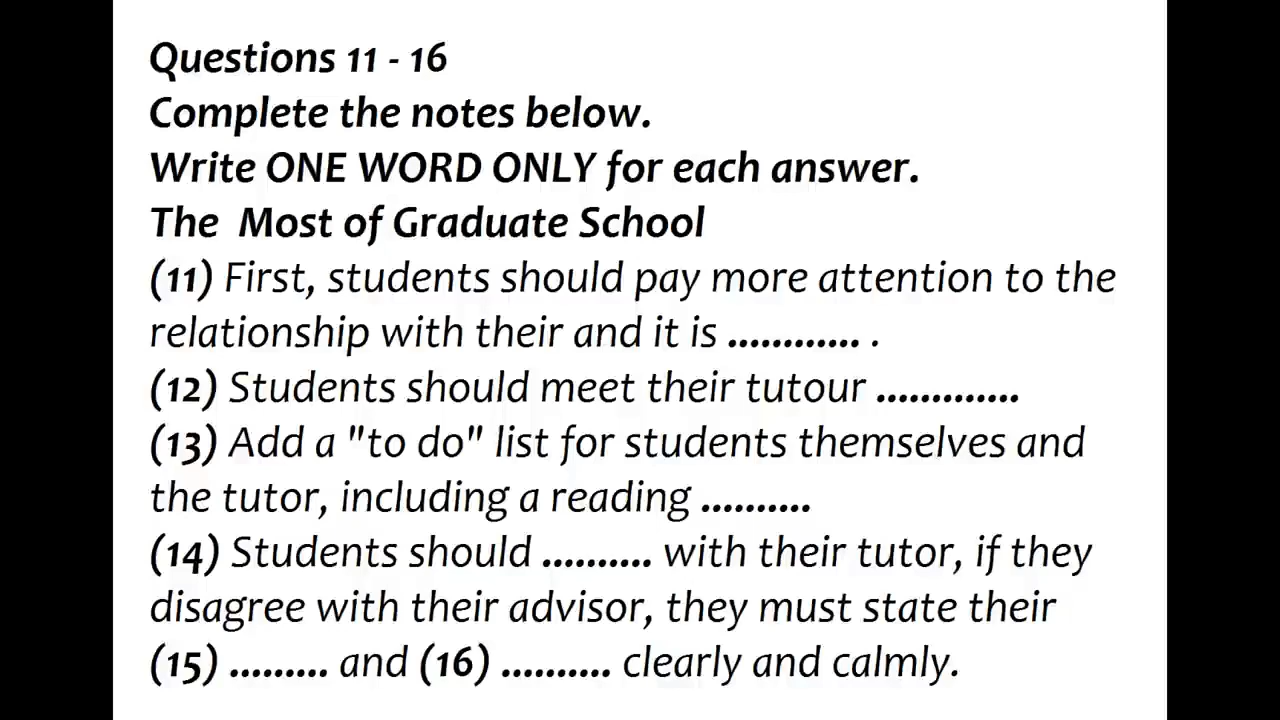 Questions 11 - 16
Complete the notes below.
Write ONE WORD ONLY for each answer.
The Most of Graduate School
(11) First, students should pay more attention to the
relationship with their and it is ............ .
(12) Students should meet their tutour .............
(13) Add a "to do" list for students themselves and
the tutor, including a reading ..........
(14) Students should .......... with their tutor, if they
disagree with their advisor, they must state their
(15) ......... and (16) .......... clearly and calmly.